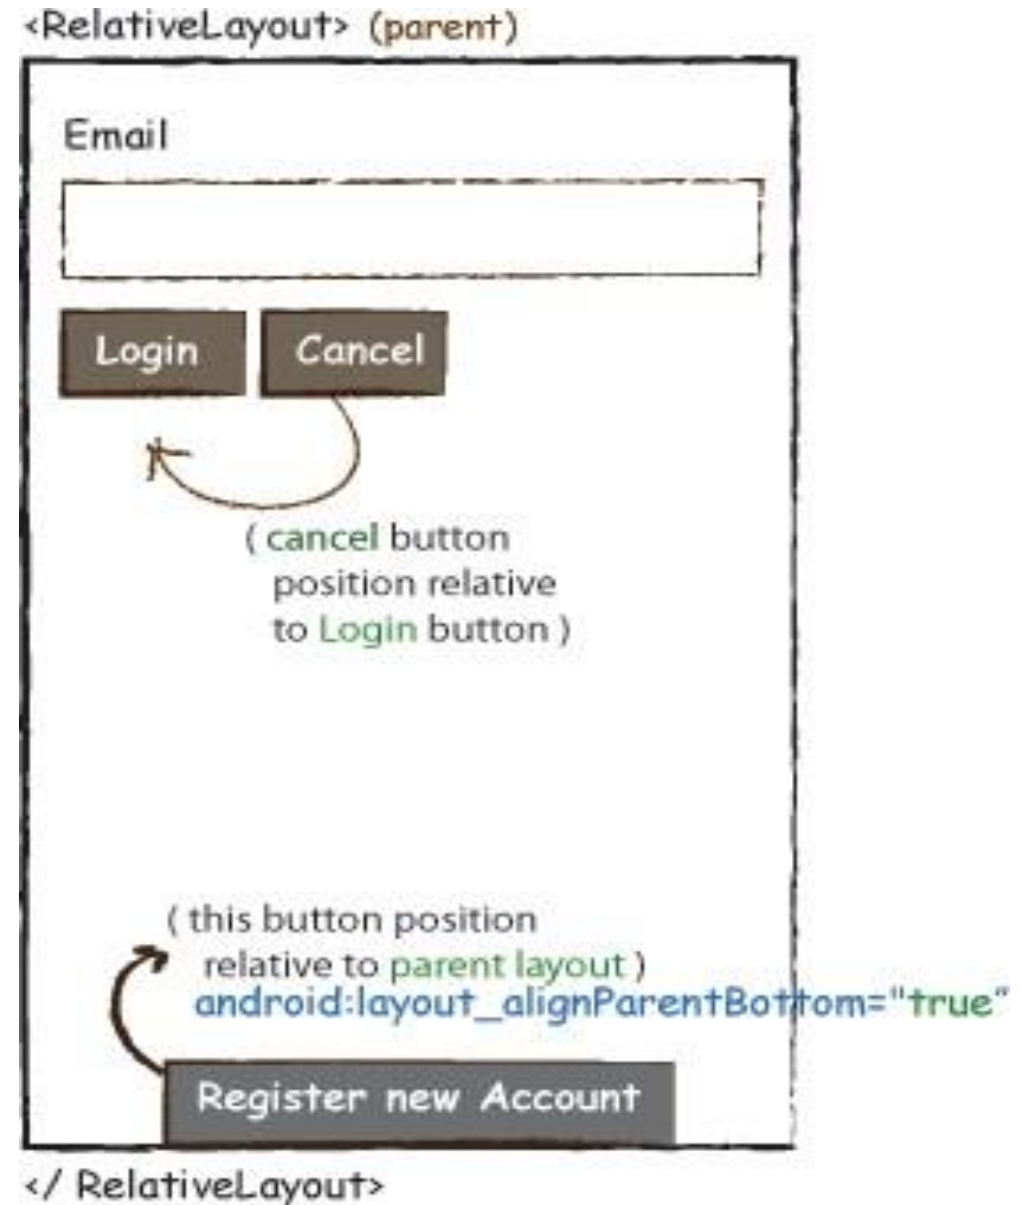 <RelativeLayout> (parent)
Email
Login
Cancel
( cancel button
position relative
to Login button )
( this button position
relative to parent layout )
android:layout_alignParentBottom="true"
Register new Account
</ RelativeLayout>